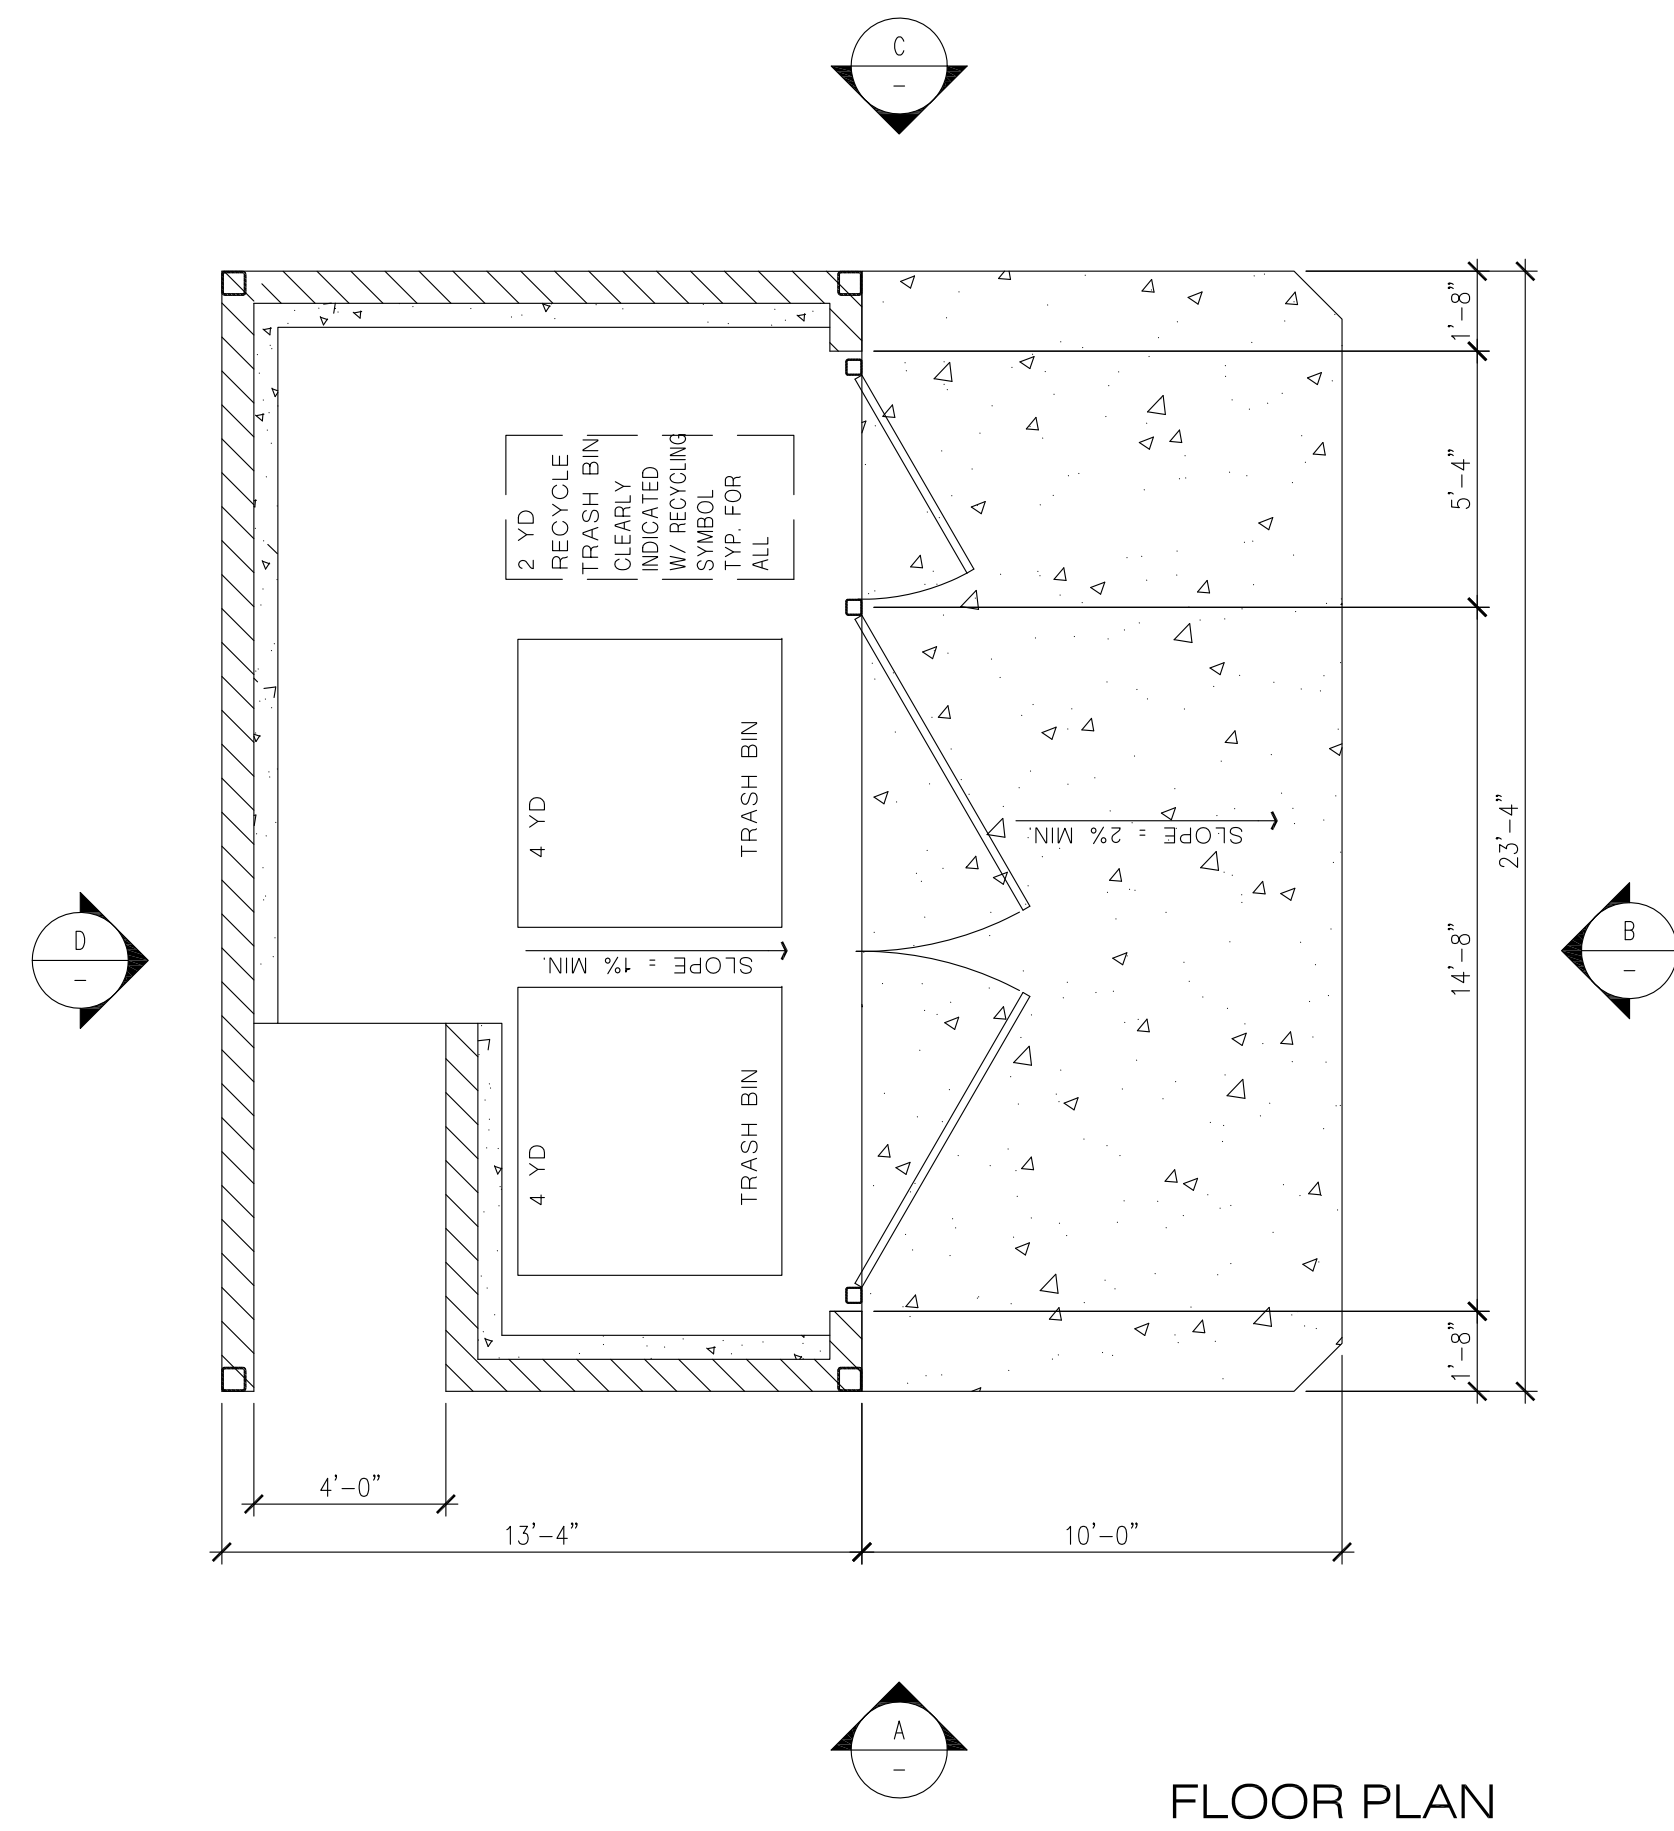 C
–
1'-8"
2 YD
RECYCLE
TRASH BIN
CLEARLY
INDICATED
W/ RECYCLING
SYMBOL
TYP. FOR
ALL
5'-4"
4 YD
TRASH BIN
SLOPE = 2% MIN.
23'-4"
D
–
SLOPE = 1% MIN.
14'-8"
B
–
4 YD
TRASH BIN
1'-8"
4'-0"
13'-4"
10'-0"
A
–
FLOOR PLAN